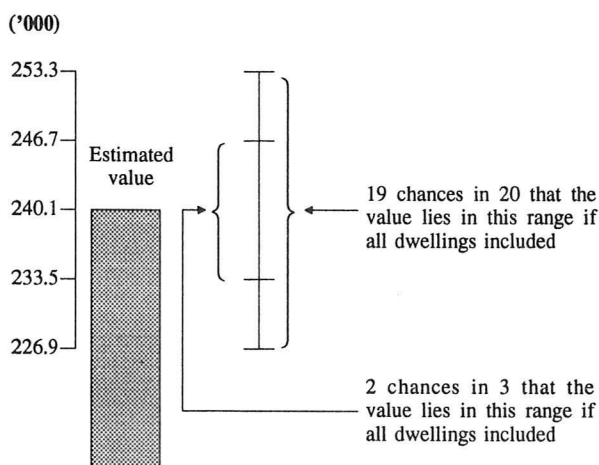 ('000)
253.3
246.7
Estimated
value
240.1
233.5
226.9
19 chances in 20 that the
value lies in this range if
all dwellings included
2 chances in 3 that the
value lies in this range if
all dwellings included